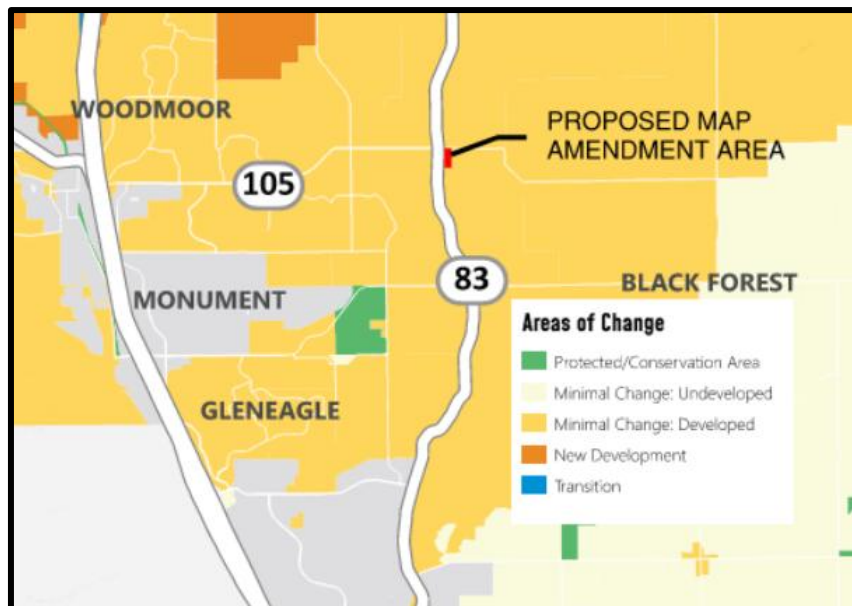 WOODMOOR
PROPOSED MAP
AMENDMENT AREA
105
83
BLACK FOREST
MONUMENT
GLENEAGLE
Areas of Change
Protected/Conservation Area
Minimal Change: Undeveloped
Minimal Change: Developed
New Development
Transition